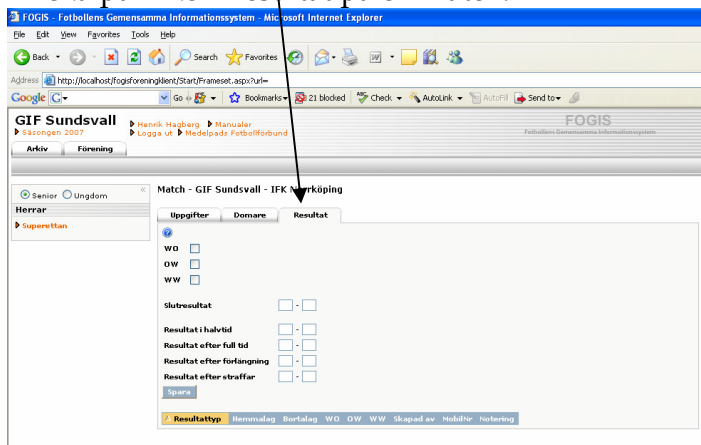 FOGIS - Fotbollens Gemensamma Informationssystem - Microsoft Internet Explorer
File Edit View Favorites Tools Help
Back Search Favorites
Address http://localhost/fogisforeningklient/Start/Frameset.aspx?url=
Google G Go Bookmarks 21 blocked Check AutoLink AutoFill Send to
GIF Sundsvall
Säsongen 2007
Henrik Hagberg Manualer
Logga ut Medelpads Fotbollförbund
FOGIS
Fotbollens Gemensamma Informationssystem
Arkiv Förening
Senior Ungdom
Herrar
Superettan
Match - GIF Sundsvall - IFK Norrköping
Uppgifter Domare Resultat
WO
OW
WW
Slutresultat -
Resultat i halvtid -
Resultat efter full tid -
Resultat efter förlängning -
Resultat efter straffar -
Spara
Resultattyp Hemmalag Bortalag WO OW WW Skapad av MobilNr Notering